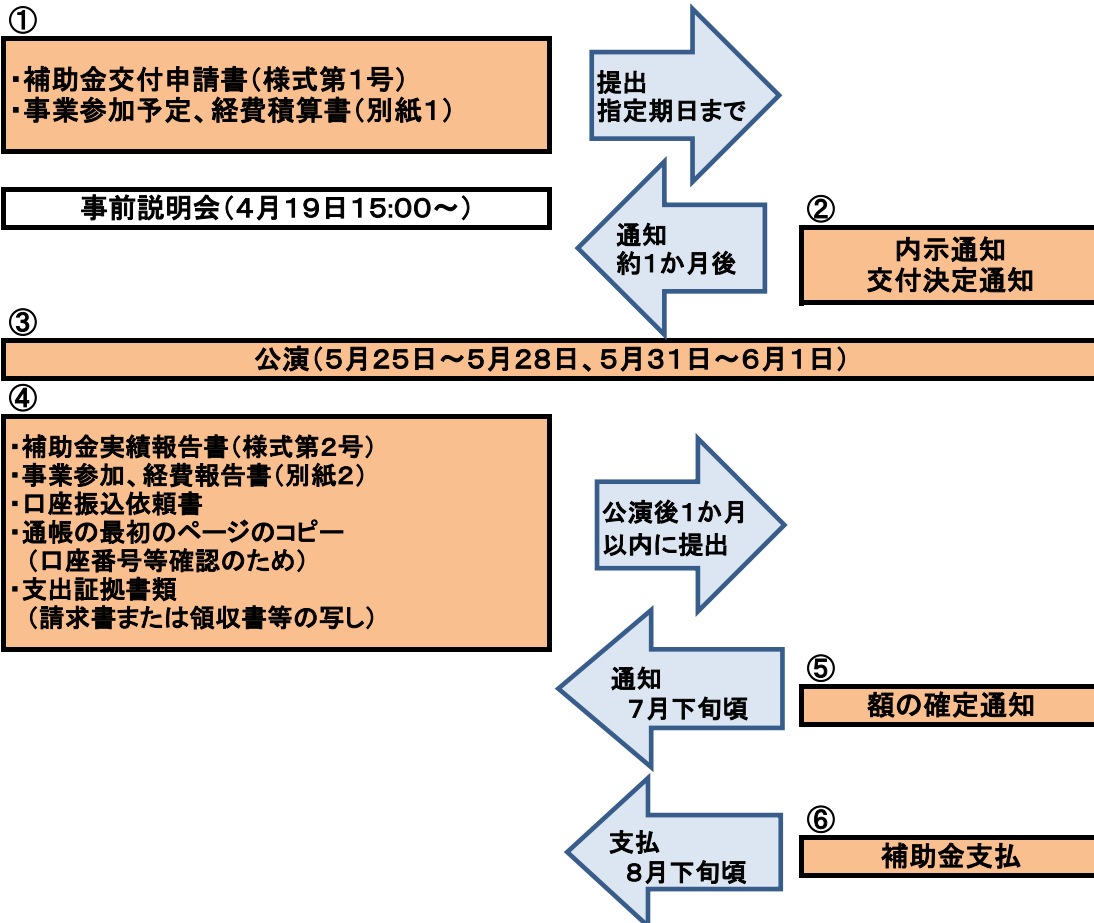 ①
・補助金交付申請書（様式第１号）
・事業参加予定、経費積算書（別紙１）
提出
指定期日まで
事前説明会（４月１９日15:00～）
通知
約１か月後
②
内示通知
交付決定通知
③
公演（５月２５日～５月２８日、５月３１日～６月１日）
④
・補助金実績報告書（様式第２号）
・事業参加、経費報告書（別紙２）
・口座振込依頼書
・通帳の最初のページのコピー
（口座番号等確認のため）
・支出証拠書類
（請求書または領収書等の写し）
公演後１か月
以内に提出
通知
７月下旬頃
⑤
額の確定通知
支払
８月下旬頃
⑥
補助金支払